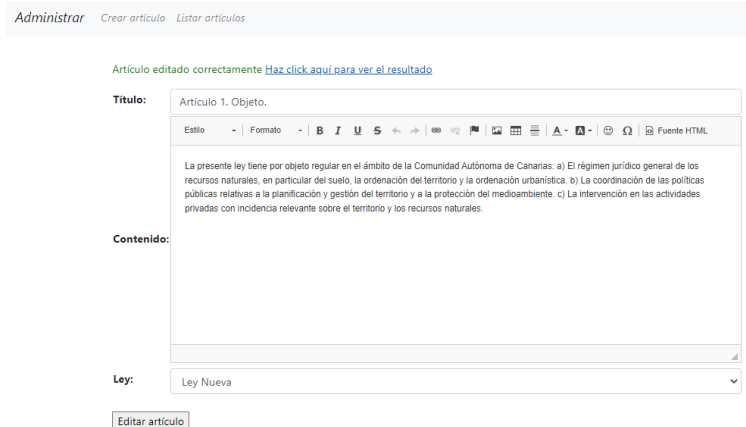 Administrar Crear artículo Listar artículos
Artículo editado correctamente Haz click aquí para ver el resultado
Título:
Artículo 1. Objeto.
Estilo Formato B I U S A A Ω Fuente HTML
La presente ley tiene por objeto regular en el ámbito de la Comunidad Autónoma de Canarias: a) El régimen jurídico general de los
recursos naturales, en particular del suelo, la ordenación del territorio y la ordenación urbanística. b) La coordinación de las políticas
públicas relativas a la planificación y gestión del territorio y a la protección del medioambiente. c) La intervención en las actividades
privadas con incidencia relevante sobre el territorio y los recursos naturales.
Contenido:
Ley:
Ley Nueva
Editar artículo